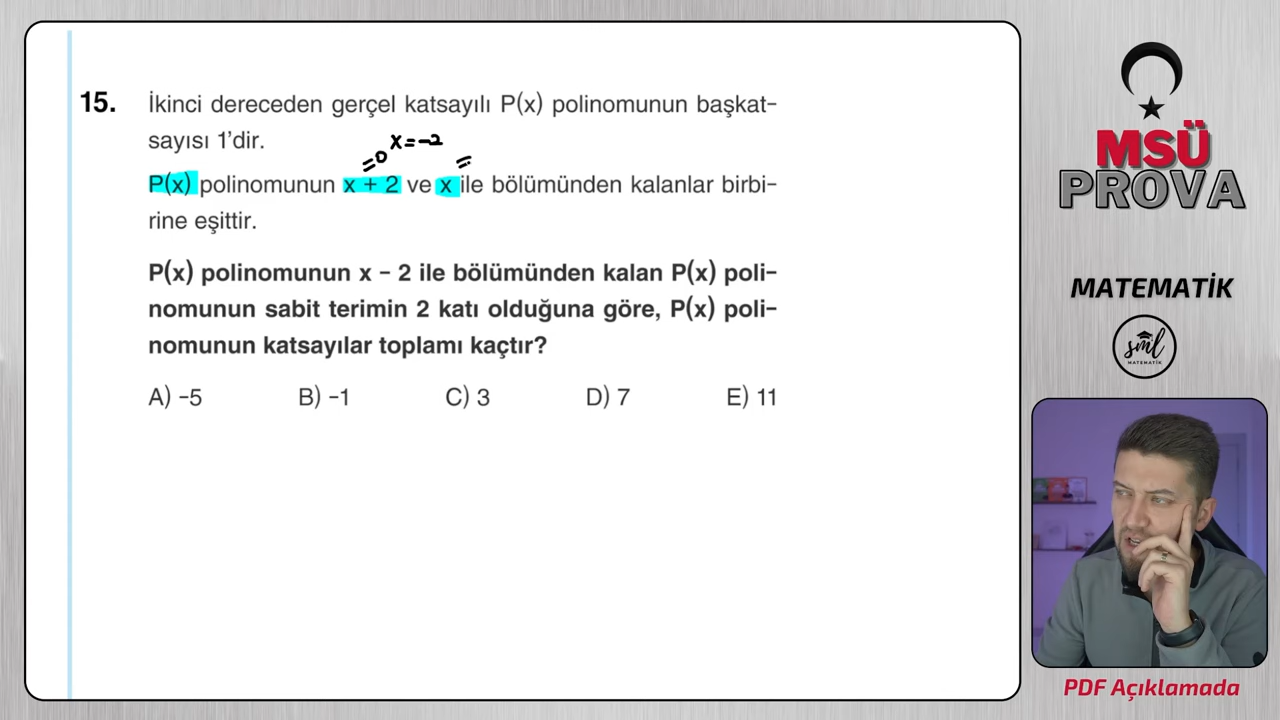 15. İkinci dereceden gerçel katsayılı P(x) polinomunun başkat-
sayısı 1'dir.
=0 x=-2 =
P(x) polinomunun x + 2 ve x ile bölümünden kalanlar birbi-
rine eşittir.
P(x) polinomunun x – 2 ile bölümünden kalan P(x) poli-
nomunun sabit terimin 2 katı olduğuna göre, P(x) poli-
nomunun katsayılar toplamı kaçtır?
A) –5 B) –1 C) 3 D) 7 E) 11
MSÜ
PROVA
MATEMATİK
sml
MATEMATİK
PDF Açıklamada